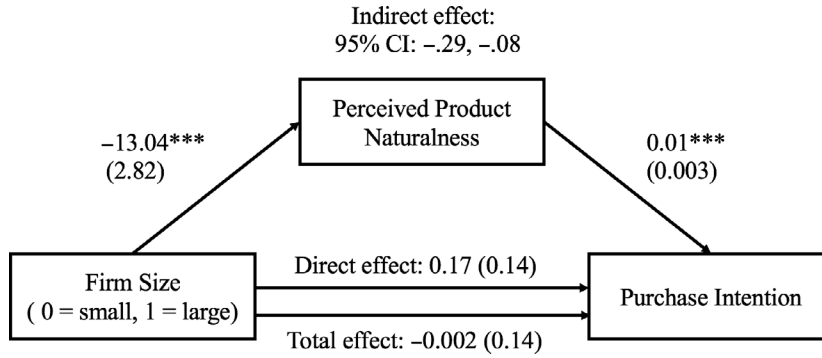 Indirect effect:
95% CI: −.29, −.08
Perceived Product
Naturalness
−13.04***
(2.82)
0.01***
(0.003)
Firm Size
( 0 = small, 1 = large)
Direct effect: 0.17 (0.14)
Total effect: −0.002 (0.14)
Purchase Intention